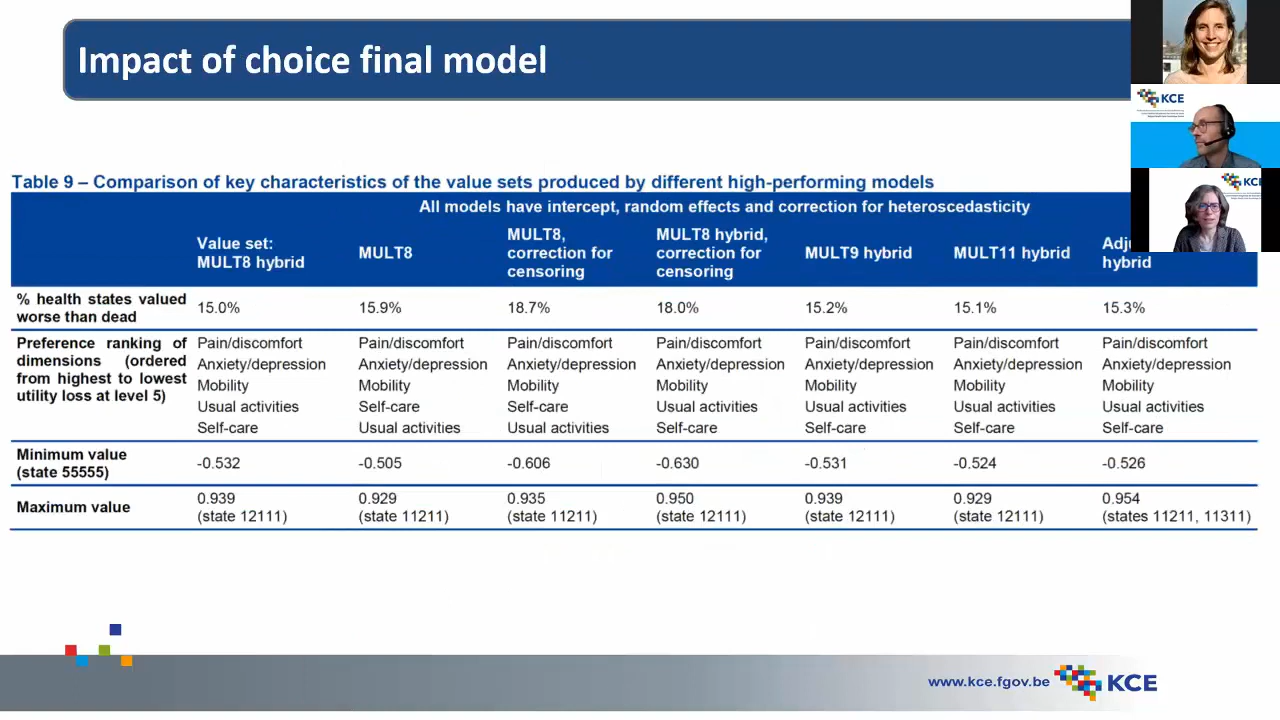 Impact of choice final model
KCE
KCE
Table 9 – Comparison of key characteristics of the value sets produced by different high-performing models
All models have intercept, random effects and correction for heteroscedasticity
Value set:
MULT8 hybrid
MULT8
MULT8,
correction for
censoring
MULT8 hybrid,
correction for
censoring
MULT9 hybrid
MULT11 hybrid
hybrid
% health states valued
worse than dead
15.0%
15.9%
18.7%
18.0%
15.2%
15.1%
15.3%
Preference ranking of
dimensions (ordered
from highest to lowest
utility loss at level 5)
Pain/discomfort
Anxiety/depression
Mobility
Usual activities
Self-care
Pain/discomfort
Anxiety/depression
Mobility
Self-care
Usual activities
Pain/discomfort
Anxiety/depression
Mobility
Self-care
Usual activities
Pain/discomfort
Anxiety/depression
Mobility
Usual activities
Self-care
Pain/discomfort
Anxiety/depression
Mobility
Usual activities
Self-care
Pain/discomfort
Anxiety/depression
Mobility
Usual activities
Self-care
Pain/discomfort
Anxiety/depression
Mobility
Usual activities
Self-care
Minimum value
(state 55555)
-0.532
-0.505
-0.606
-0.630
-0.531
-0.524
-0.526
Maximum value
0.939
(state 12111)
0.929
(state 11211)
0.935
(state 11211)
0.950
(state 12111)
0.939
(state 12111)
0.929
(state 12111)
0.954
(states 11211, 11311)
www.kce.fgov.be
KCE